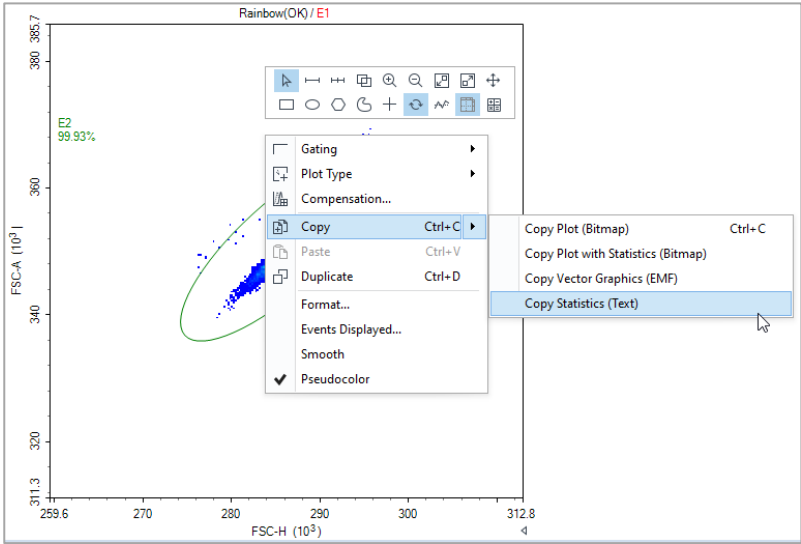 Rainbow(OK) / E1
385.7
380
360
340
320
311.3
FSC-A (10³)
E2
99.93%
Gating
Plot Type
Compensation...
Copy Ctrl+C
Paste Ctrl+V
Duplicate Ctrl+D
Format...
Events Displayed...
Smooth
Pseudocolor
Copy Plot (Bitmap) Ctrl+C
Copy Plot with Statistics (Bitmap)
Copy Vector Graphics (EMF)
Copy Statistics (Text)
259.6 270 280 290 300 312.8
FSC-H (10³)